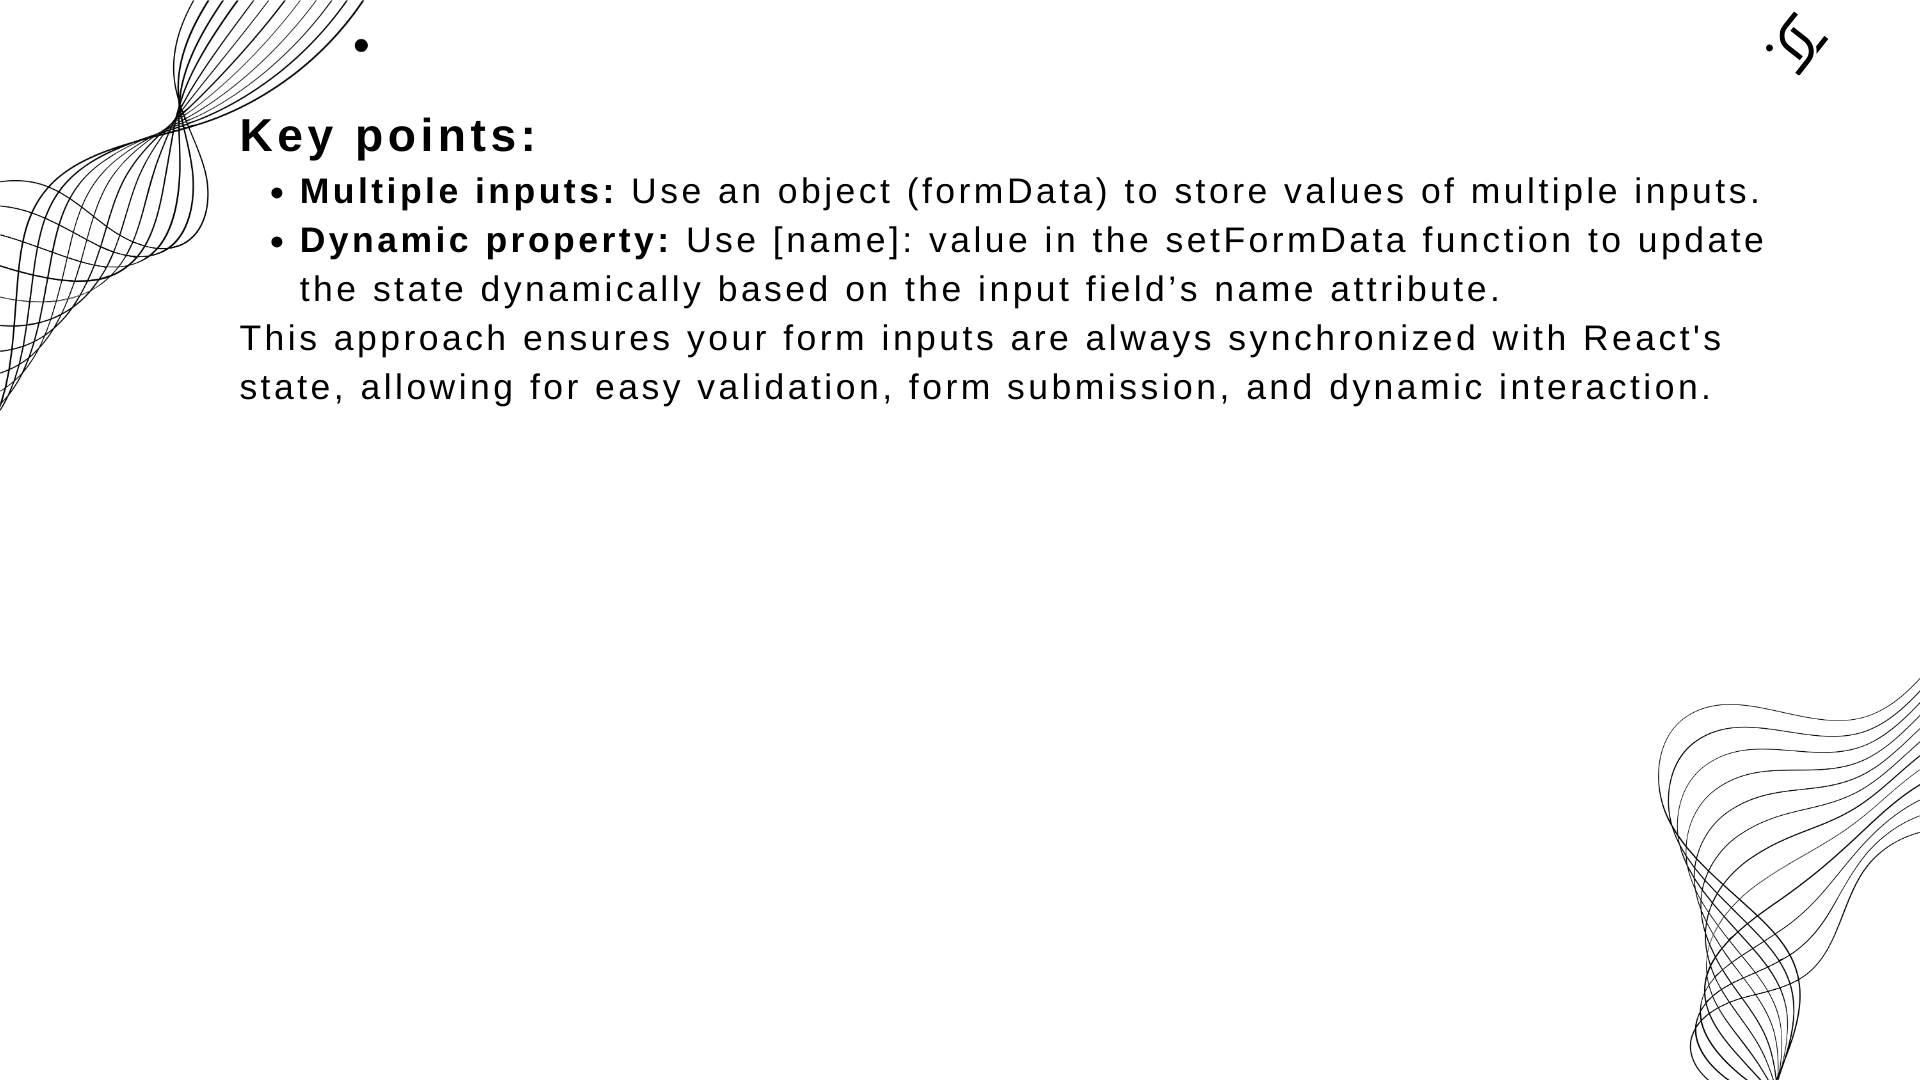 Key points:
• Multiple inputs: Use an object (formData) to store values of multiple inputs.
• Dynamic property: Use [name]: value in the setFormData function to update
the state dynamically based on the input field’s name attribute.
This approach ensures your form inputs are always synchronized with React's
state, allowing for easy validation, form submission, and dynamic interaction.